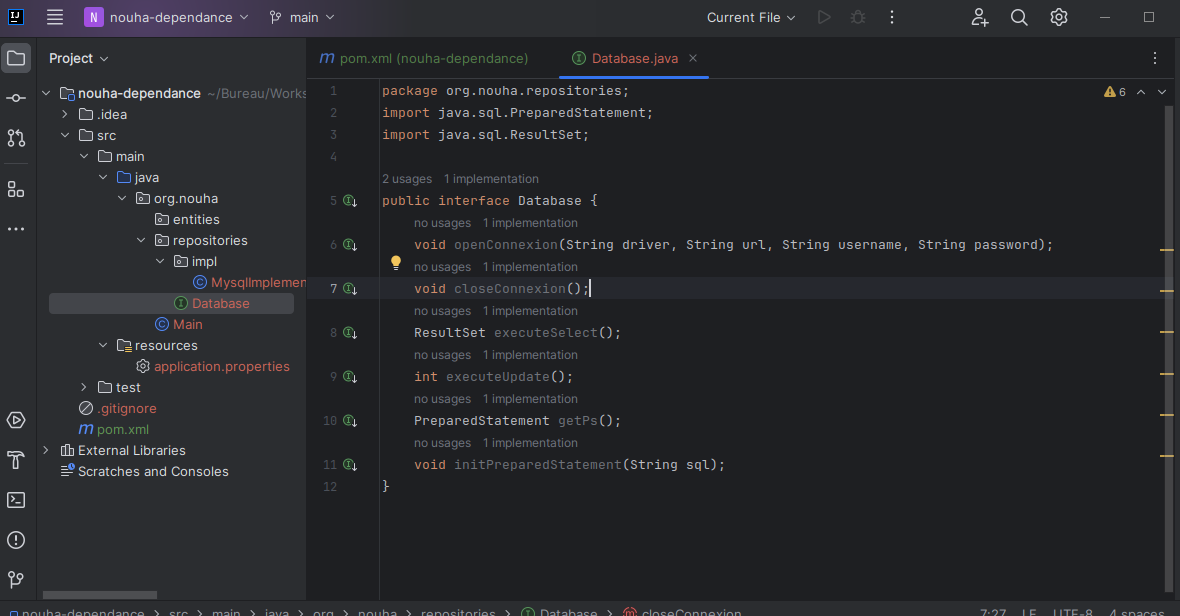 N nouha-dependance main Current File
Project
pom.xml (nouha-dependance) Database.java
nouha-dependance ~/Bureau/Works
.idea
src
main
java
org.nouha
entities
repositories
impl
MysqlImplemen
Database
Main
resources
application.properties
test
.gitignore
pom.xml
External Libraries
Scratches and Consoles
1 package org.nouha.repositories; 6
2 import java.sql.PreparedStatement;
3 import java.sql.ResultSet;
4
2 usages 1 implementation
5 public interface Database {
no usages 1 implementation
6 void openConnexion(String driver, String url, String username, String password);
no usages 1 implementation
7 void closeConnexion();
no usages 1 implementation
8 ResultSet executeSelect();
no usages 1 implementation
9 int executeUpdate();
no usages 1 implementation
10 PreparedStatement getPs();
no usages 1 implementation
11 void initPreparedStatement(String sql);
12 }
nouha-dependance > src > main > java > org > nouha > repositories > Database > closeConnexion 7:27 LF UTF-8 4 spaces